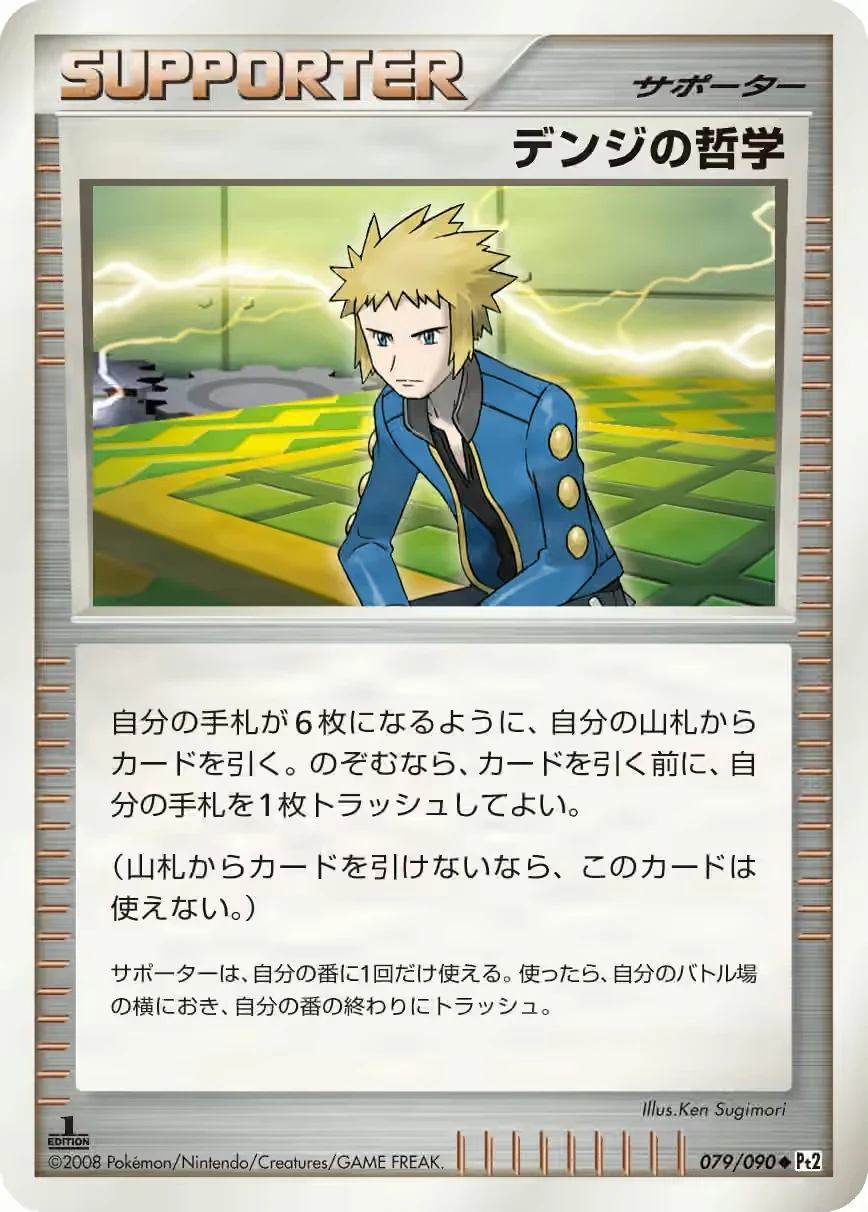 SUPPORTER
サポーター
デンジの哲学
自分の手札が6枚になるように、自分の山札から
カードを引く。のぞむなら、カードを引く前に、自
分の手札を1枚トラッシュしてよい。
(山札からカードを引けないなら、このカードは
使えない。)
サポーターは、自分の番に1回だけ使える。使ったら、自分のバトル場
の横におき、自分の番の終わりにトラッシュ。
Illus.Ken Sugimori
1
EDITION
©2008 Pokémon/Nintendo/Creatures/GAME FREAK.
079/090◆ Pt2